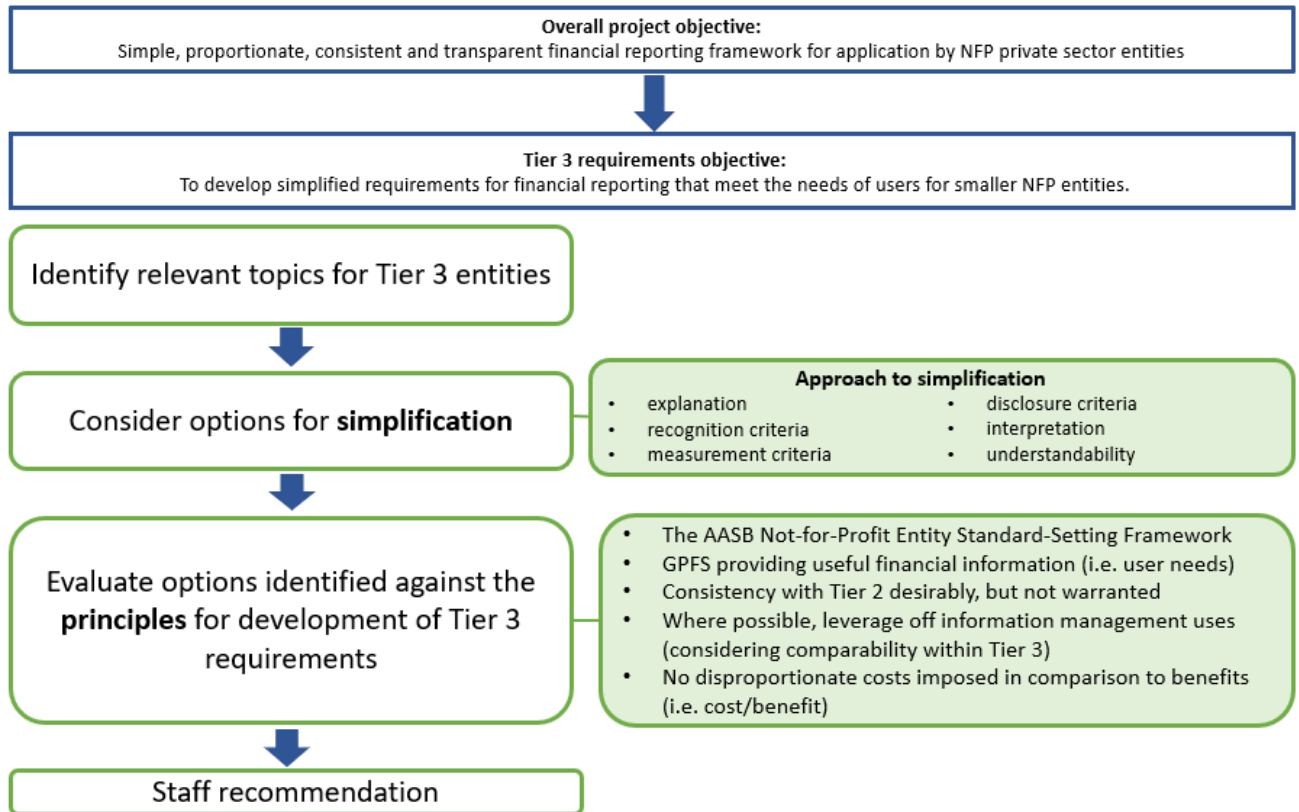 Overall project objective:
Simple, proportionate, consistent and transparent financial reporting framework for application by NFP private sector entities
Tier 3 requirements objective:
To develop simplified requirements for financial reporting that meet the needs of users for smaller NFP entities.
Identify relevant topics for Tier 3 entities
Consider options for simplification
Approach to simplification
• explanation
• recognition criteria
• measurement criteria
• disclosure criteria
• interpretation
• understandability
Evaluate options identified against the
principles for development of Tier 3
requirements
• The AASB Not-for-Profit Entity Standard-Setting Framework
• GPFS providing useful financial information (i.e. user needs)
• Consistency with Tier 2 desirably, but not warranted
• Where possible, leverage off information management uses
(considering comparability within Tier 3)
• No disproportionate costs imposed in comparison to benefits
(i.e. cost/benefit)
Staff recommendation